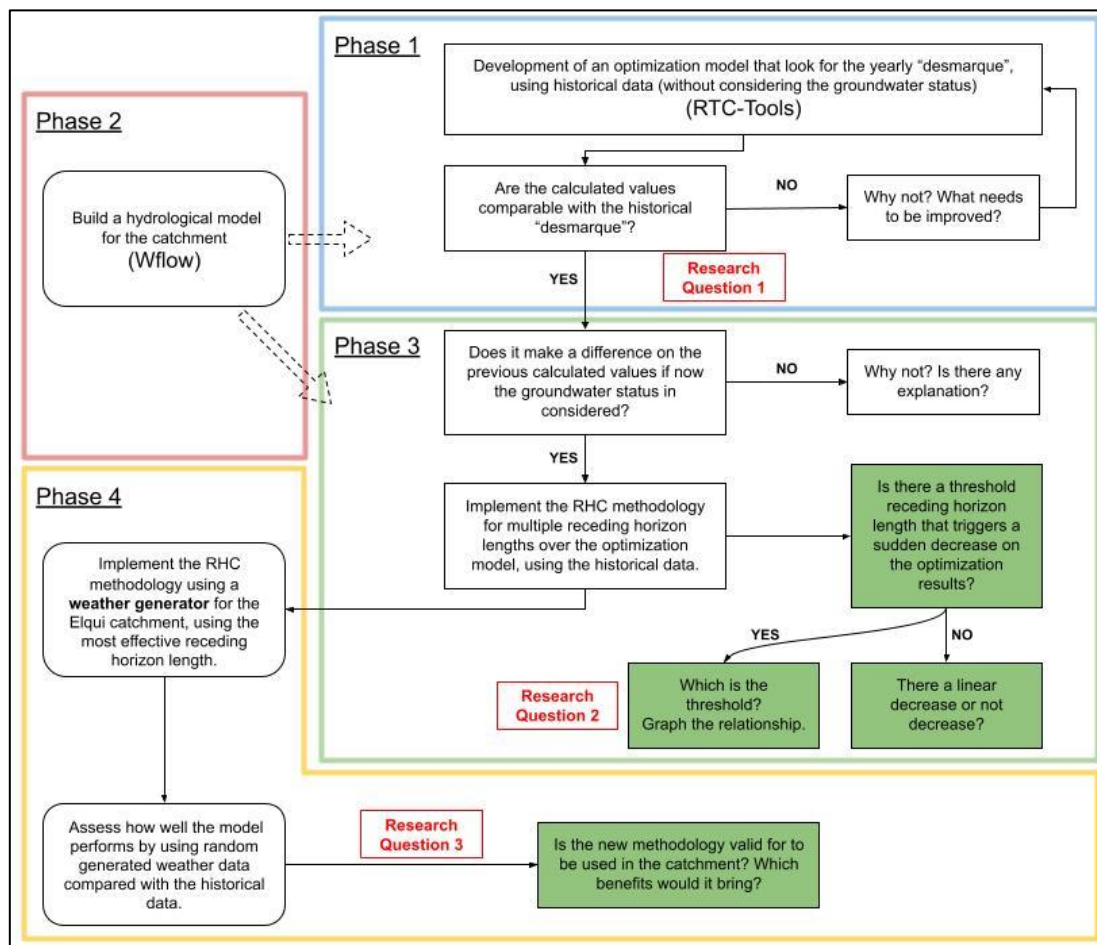 Phase 1
Development of an optimization model that look for the yearly “desmarque”,
using historical data (without considering the groundwater status)
(RTC-Tools)
Phase 2
Build a hydrological model
for the catchment
(Wflow)
Are the calculated values
comparable with the historical
“desmarque”?
NO
Why not? What needs
to be improved?
YES
Research
Question 1
Phase 3
Does it make a difference on the
previous calculated values if now
the groundwater status in
considered?
NO
Why not? Is there any
explanation?
YES
Implement the RHC methodology
for multiple receding horizon
lengths over the optimization
model, using the historical data.
Is there a threshold
receding horizon
length that triggers a
sudden decrease on
the optimization
results?
YES
NO
Research
Question 2
Which is the
threshold?
Graph the relationship.
There a linear
decrease or not
decrease?
Phase 4
Implement the RHC
methodology using a
weather generator for the
Elqui catchment, using the
most effective receding
horizon length.
Assess how well the model
performs by using random
generated weather data
compared with the historical
data.
Research
Question 3
Is the new methodology valid for to
be used in the catchment? Which
benefits would it bring?